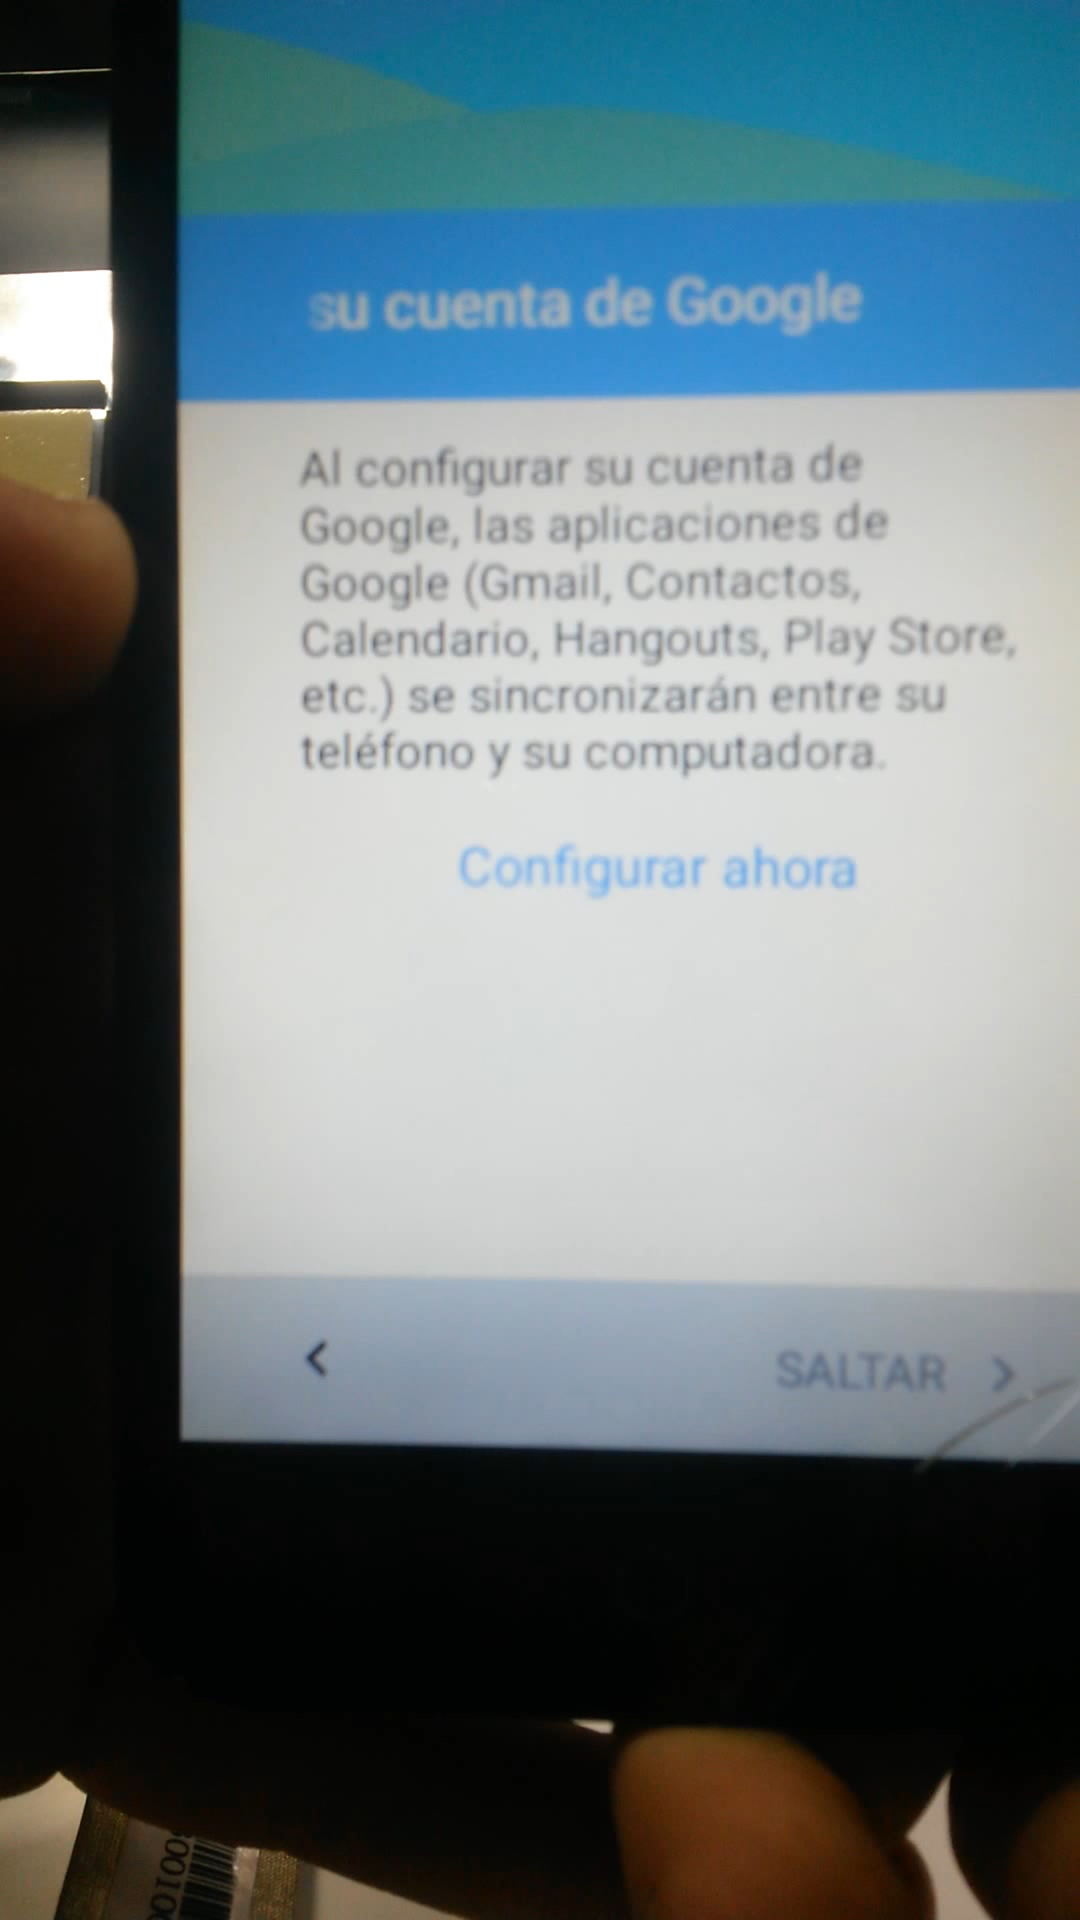 su cuenta de Google
Al configurar su cuenta de
Google, las aplicaciones de
Google (Gmail, Contactos,
Calendario, Hangouts, Play Store,
etc.) se sincronizarán entre su
teléfono y su computadora.
Configurar ahora
SALTAR